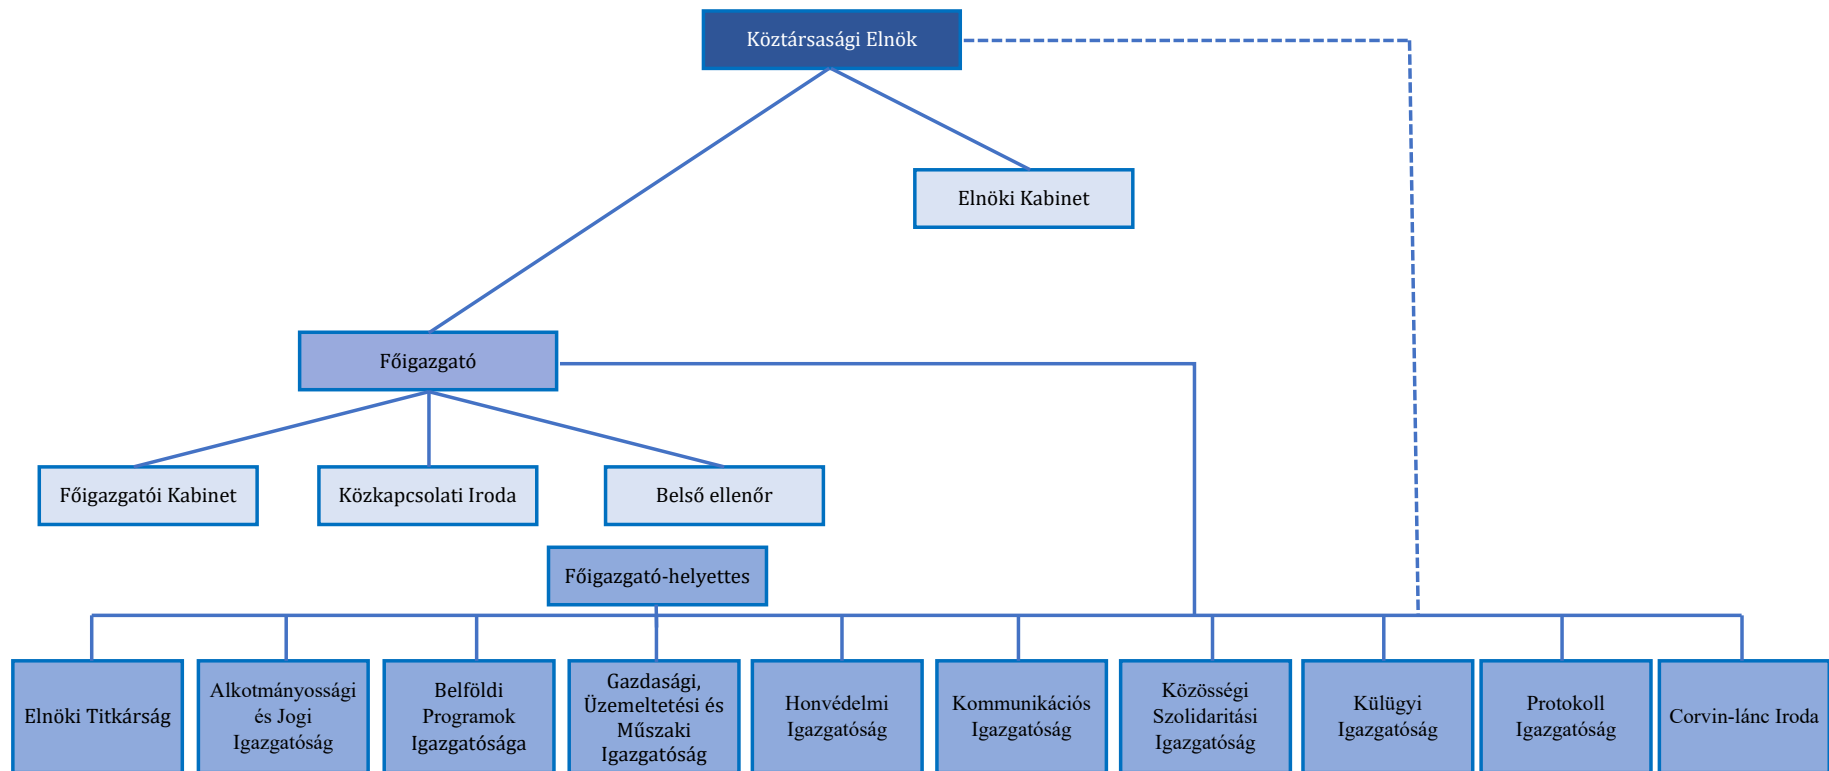 Köztársasági Elnök
Elnöki Kabinet
Főigazgató
Főigazgatói Kabinet
Közkapcsolati Iroda
Belső ellenőr
Főigazgató-helyettes
Elnöki Titkárság
Alkotmányossági
és Jogi
Igazgatóság
Belföldi
Programok
Igazgatósága
Gazdasági,
Üzemeltetési és
Műszaki
Igazgatóság
Honvédelmi
Igazgatóság
Kommunikációs
Igazgatóság
Közösségi
Szolidaritási
Igazgatóság
Külügyi
Igazgatóság
Protokoll
Igazgatóság
Corvin-lánc Iroda